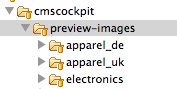 cmscockpit
preview-images
apparel_de
apparel_uk
electronics